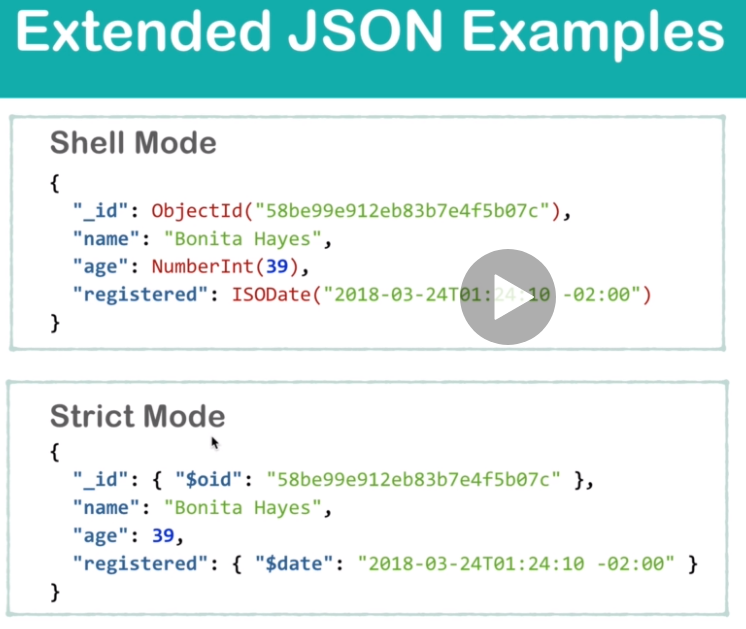 Extended JSON Examples
Shell Mode
{
"_id": ObjectId("58be99e912eb83b7e4f5b07c"),
"name": "Bonita Hayes",
"age": NumberInt(39),
"registered": ISODate("2018-03-24T01:24:10 -02:00")
}
Strict Mode
{
"_id": { "$oid": "58be99e912eb83b7e4f5b07c" },
"name": "Bonita Hayes",
"age": 39,
"registered": { "$date": "2018-03-24T01:24:10 -02:00" }
}